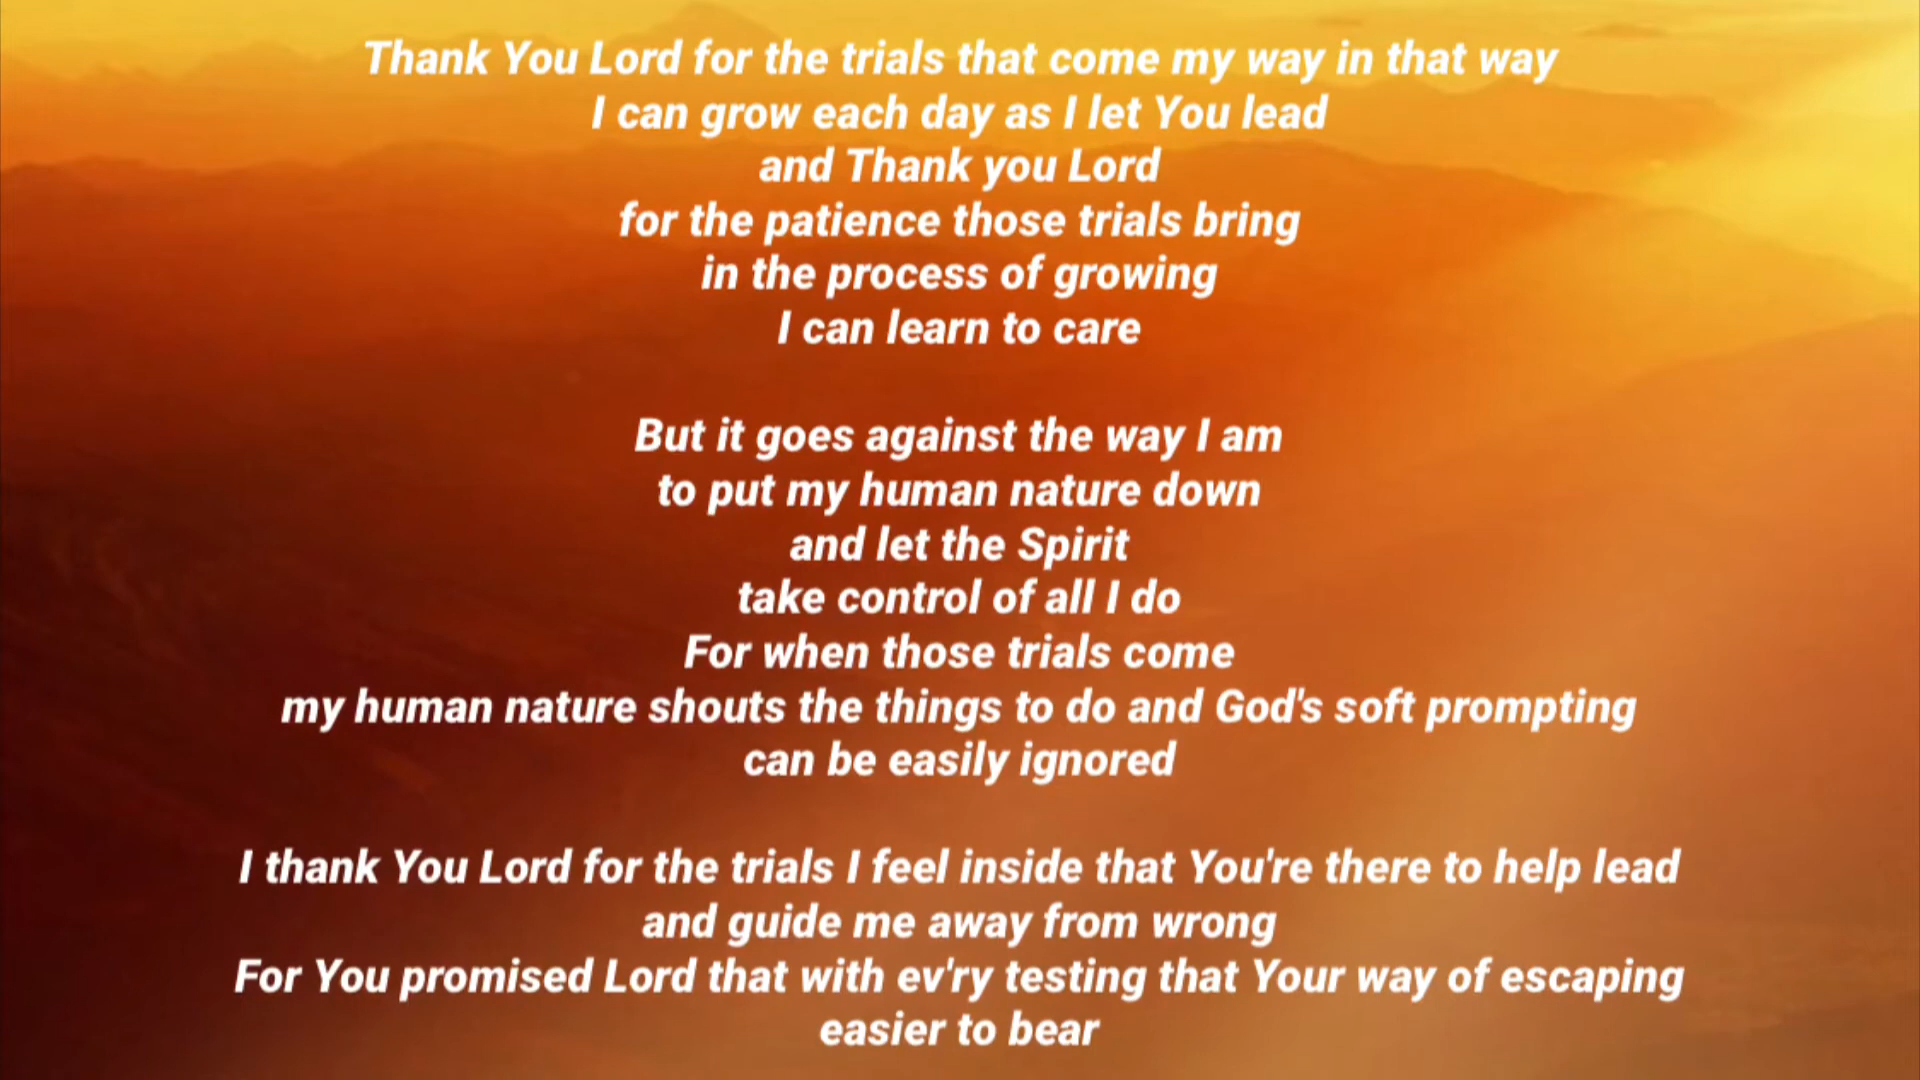 Thank You Lord for the trials that come my way in that way
I can grow each day as I let You lead
and Thank you Lord
for the patience those trials bring
in the process of growing
I can learn to care
But it goes against the way I am
to put my human nature down
and let the Spirit
take control of all I do
For when those trials come
my human nature shouts the things to do and God's soft prompting
can be easily ignored
I thank You Lord for the trials I feel inside that You're there to help lead
and guide me away from wrong
For You promised Lord that with ev'ry testing that Your way of escaping
easier to bear